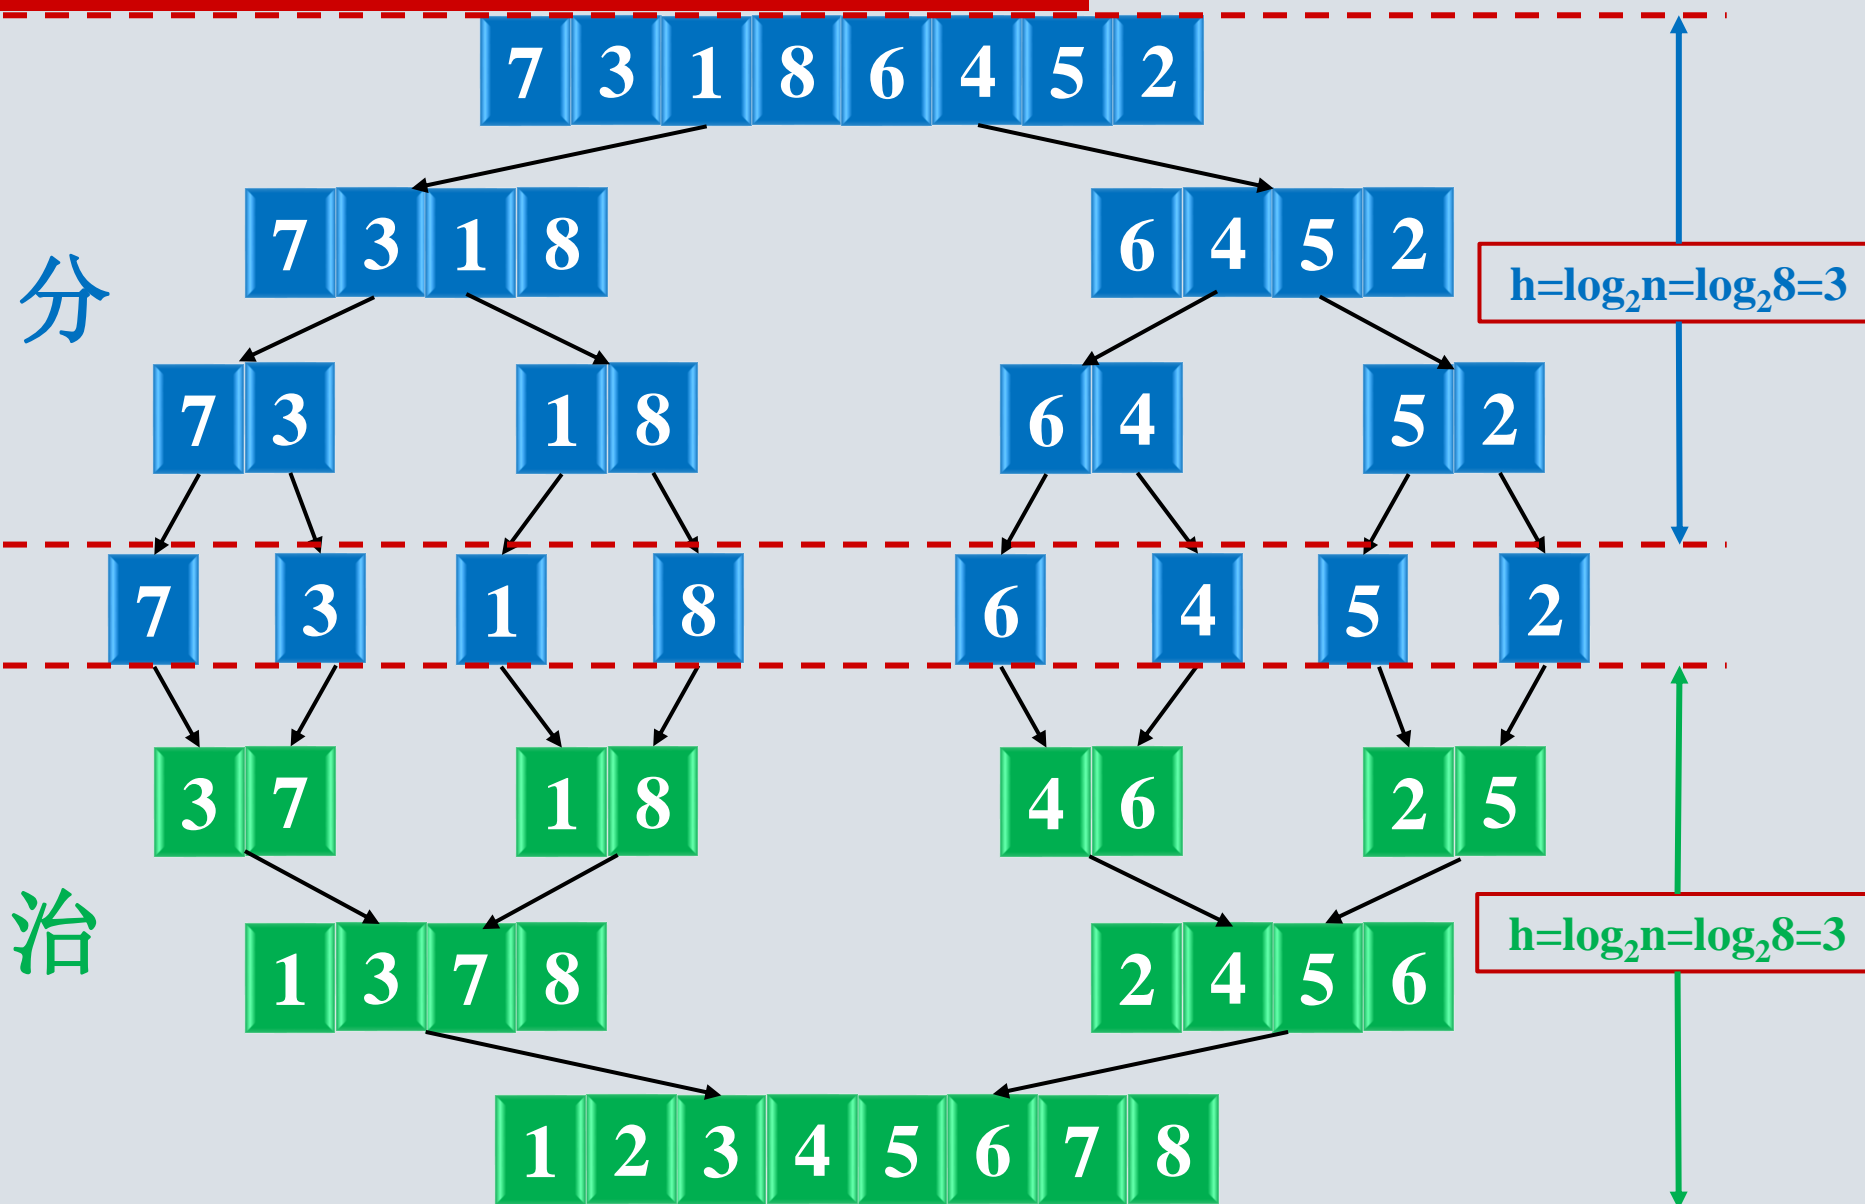 7 3 1 8 6 4 5 2
7 3 1 8 6 4 5 2
分
h=log₂n=log₂8=3
7 3 1 8 6 4 5 2
7 3 1 8 6 4 5 2
3 7 1 8 4 6 2 5
治
h=log₂n=log₂8=3
1 3 7 8 2 4 5 6
1 2 3 4 5 6 7 8